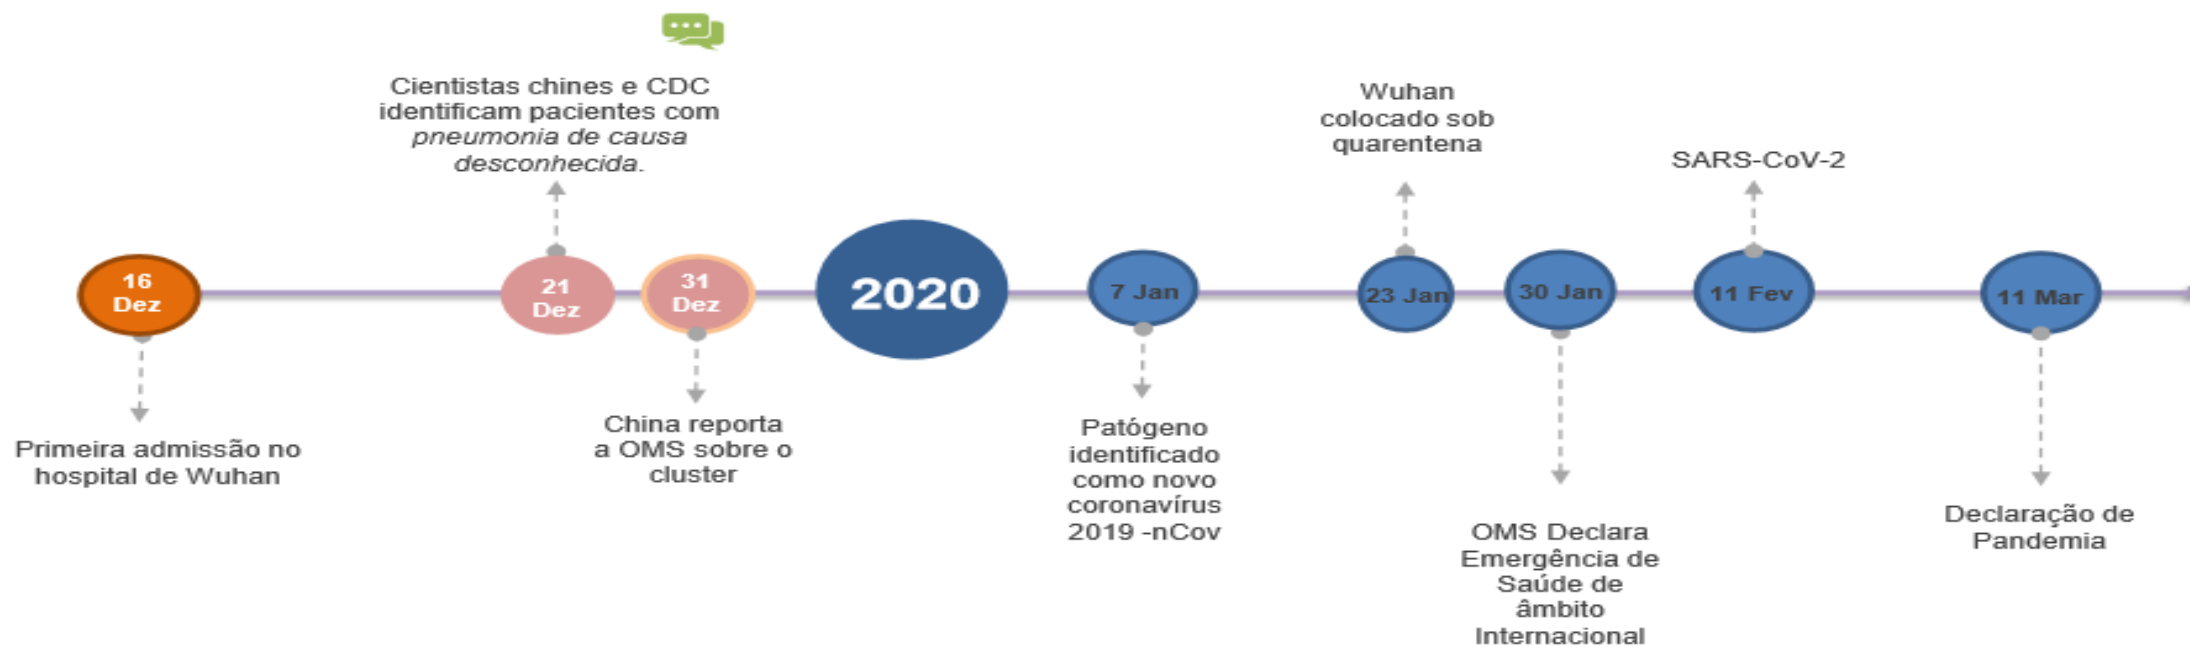 16
Dez
Primeira admissão no
hospital de Wuhan
Cientistas chines e CDC
identificam pacientes com
pneumonia de causa
desconhecida.
21
Dez
31
Dez
China reporta
a OMS sobre o
cluster
2020
7 Jan
Patógeno
identificado
como novo
coronavírus
2019 -nCov
Wuhan
colocado sob
quarentena
23 Jan
30 Jan
OMS Declara
Emergência de
Saúde de
âmbito
Internacional
SARS-CoV-2
11 Fev
11 Mar
Declaração de
Pandemia